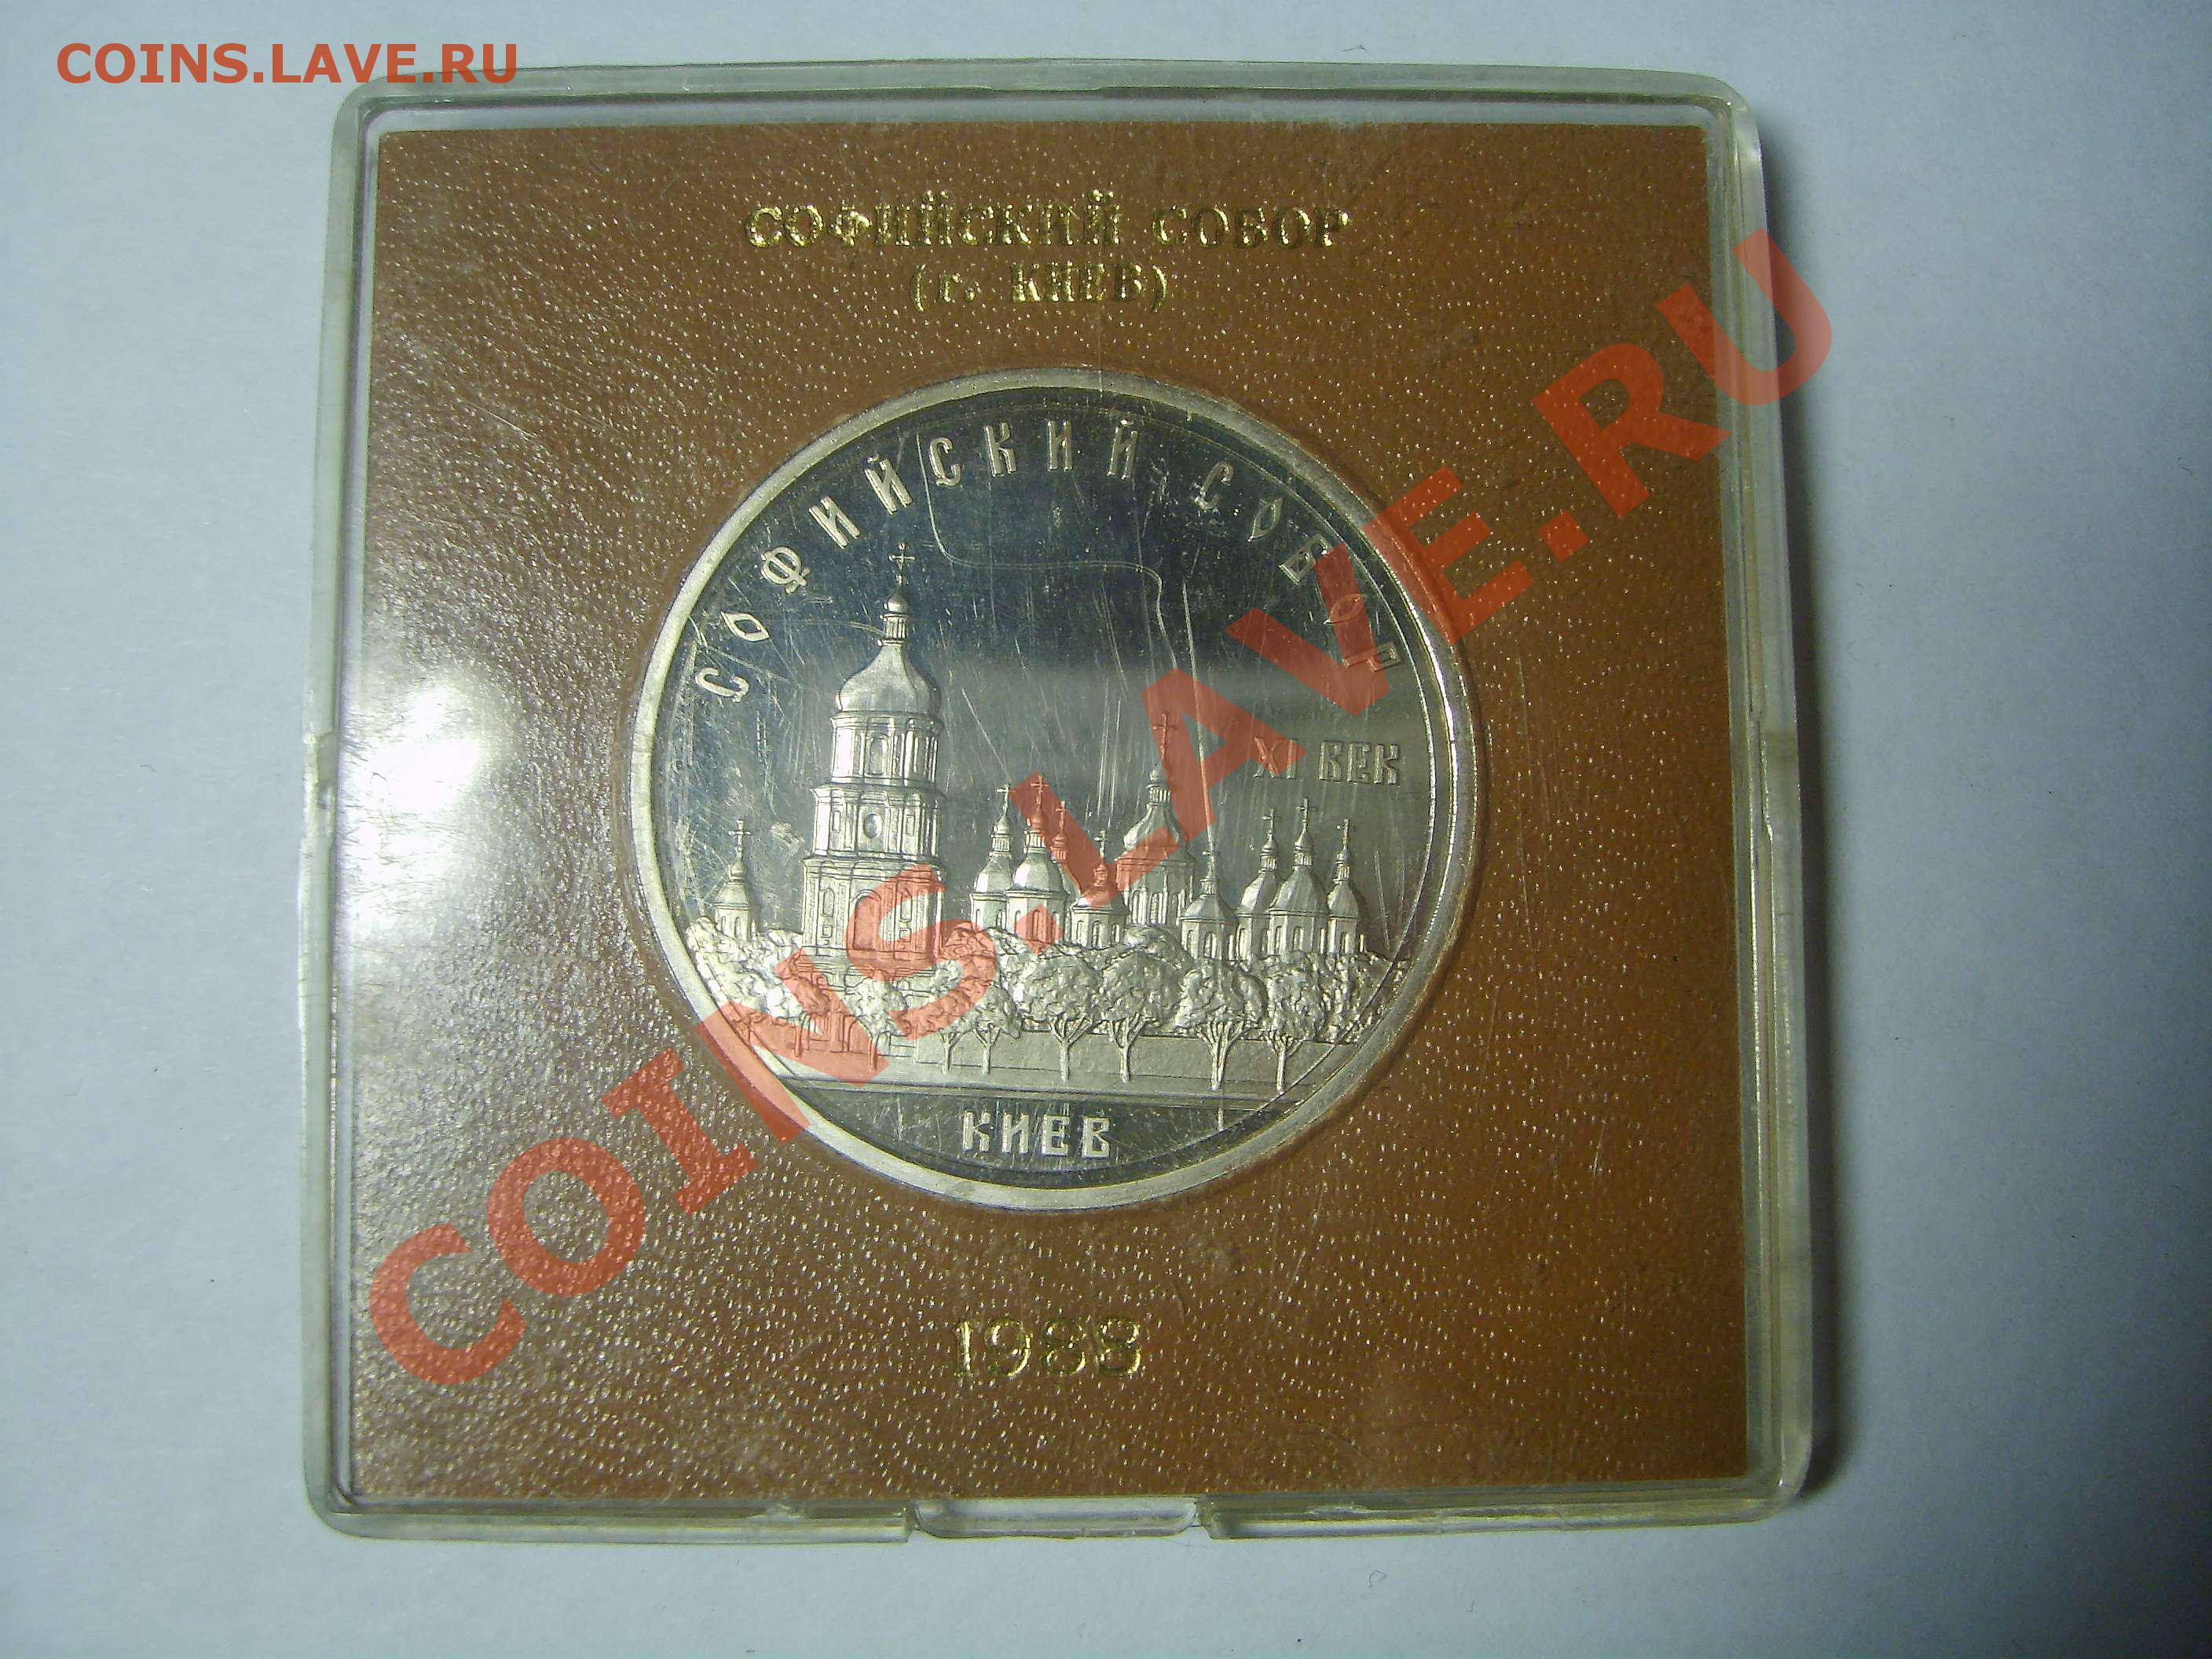 COINS.LAVE.RU
СОФИЙСКИЙ СОБОР
(г. КИЕВ)
СОФИЙСКИЙ СОБОР
XI ВЕК
КИЕВ
1988
COINS.LAVE.RU